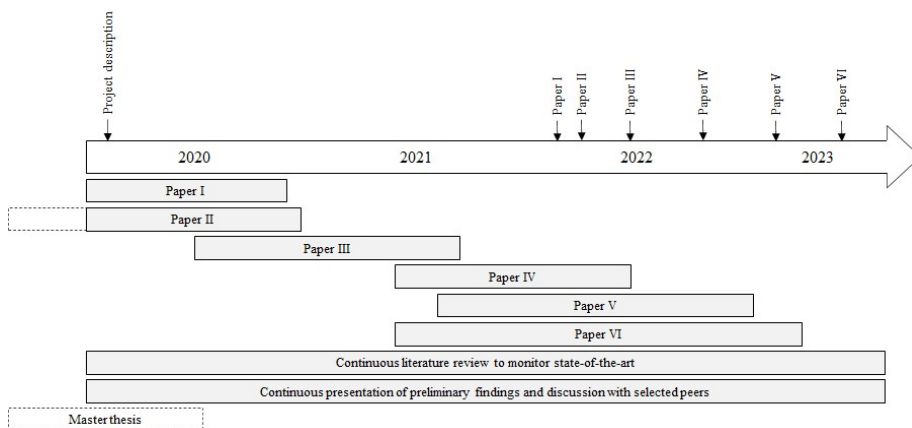 Project description
Paper I
Paper II
Paper III
Paper IV
Paper V
Paper VI
2020 2021 2022 2023
Paper I
Paper II
Paper III
Paper IV
Paper V
Paper VI
Continuous literature review to monitor state-of-the-art
Continuous presentation of preliminary findings and discussion with selected peers
Master thesis